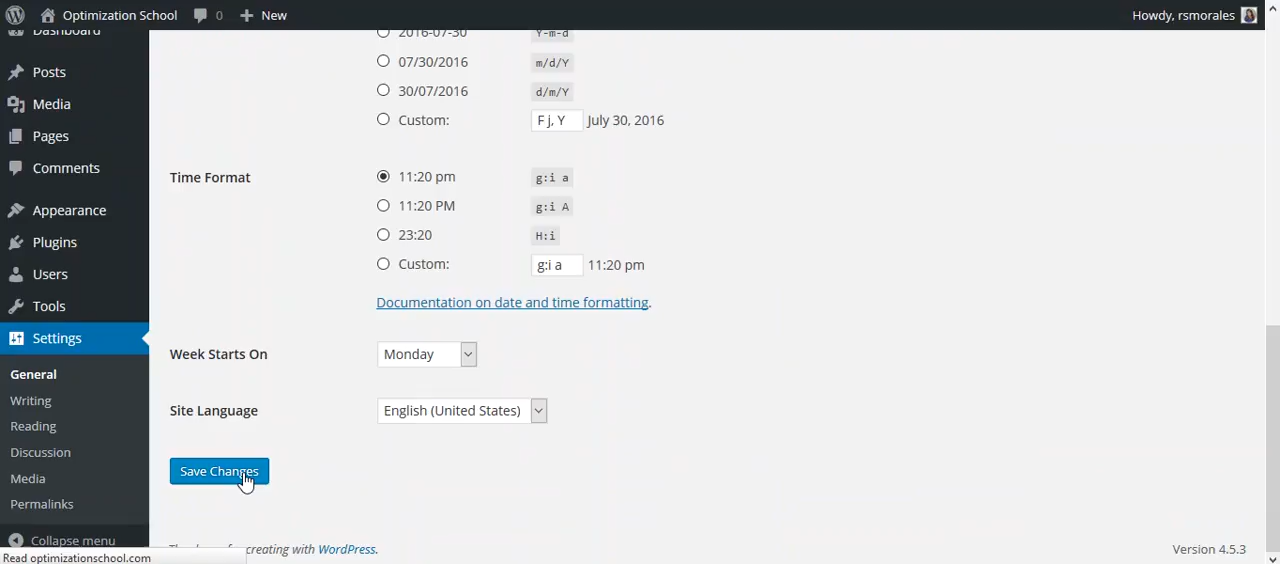 Optimization School 0 New Howdy, rsmorales
Dashboard
Posts
Media
Pages
Comments
Appearance
Plugins
Users
Tools
Settings
General
Writing
Reading
Discussion
Media
Permalinks
Collapse menu
2016-07-30 Y-m-d
07/30/2016 m/d/Y
30/07/2016 d/m/Y
Custom: F j, Y July 30, 2016
Time Format 11:20 pm g:i a
11:20 PM g:i A
23:20 H:i
Custom: g:i a 11:20 pm
Documentation on date and time formatting.
Week Starts On Monday
Site Language English (United States)
Save Changes
creating with WordPress. Version 4.5.3
Read optimizationschool.com